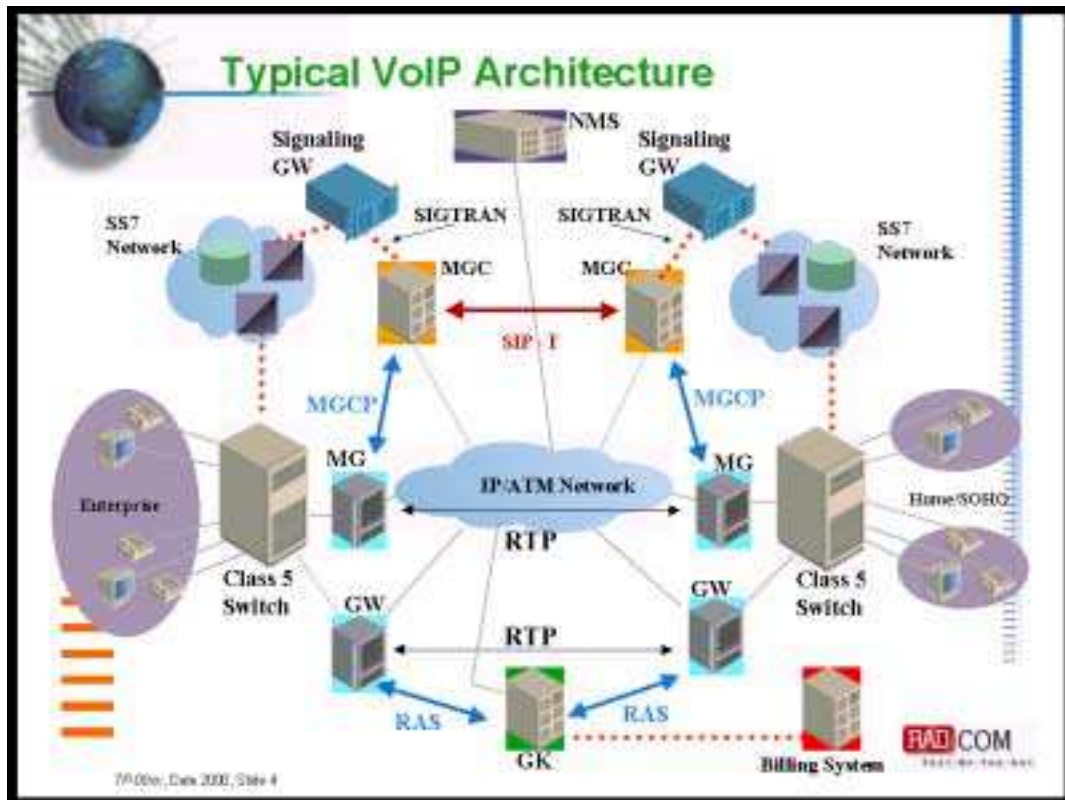 Typical VoIP Architecture
NMS
Signaling
GW
Signaling
GW
SIGTRAN
SIGTRAN
SS7
Network
SS7
Network
MGC
MGC
SIP - I
MGCP
MGCP
MG
MG
IP/ATM Network
Enterprise
Home/SOHO
RTP
Class 5
Switch
Class 5
Switch
GW
GW
RTP
RAS
RAS
GK
Billing System
RADCOM
Slide 4